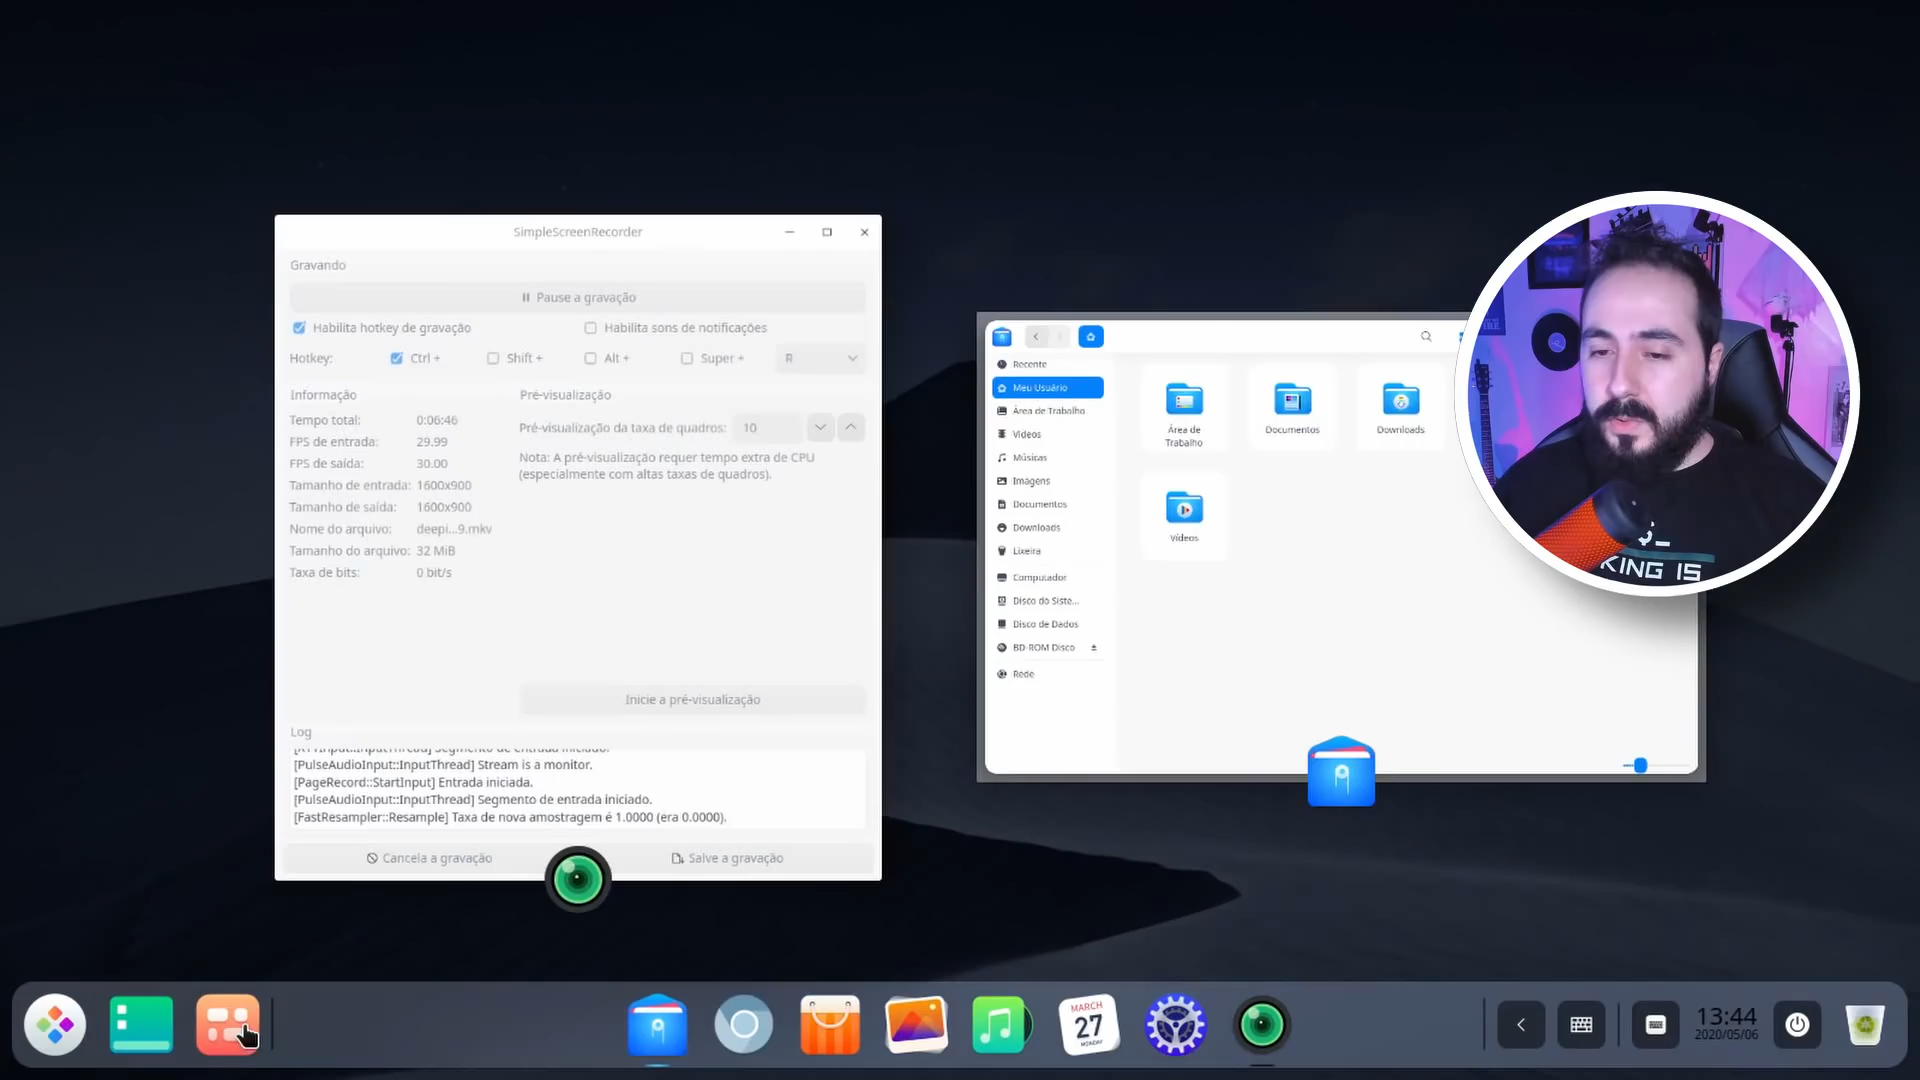 SimpleScreenRecorder
Gravando
Pause a gravação
Habilita hotkey de gravação
Habilita sons de notificações
Hotkey:
Ctrl +
Shift +
Alt +
Super +
R
Informação
Tempo total: 0:06:46
FPS de entrada: 29.99
FPS de saída: 30.00
Tamanho de entrada: 1600x900
Tamanho de saída: 1600x900
Nome do arquivo: deepi...9.mkv
Tamanho do arquivo: 32 MiB
Taxa de bits: 0 bit/s
Pré-visualização
Pré-visualização da taxa de quadros: 10
Nota: A pré-visualização requer tempo extra de CPU
(especialmente com altas taxas de quadros).
Inicie a pré-visualização
Log
[X11Input::InputThread] Segmento de entrada iniciado.
[PulseAudioInput::InputThread] Stream is a monitor.
[PageRecord::StartInput] Entrada iniciada.
[PulseAudioInput::InputThread] Segmento de entrada iniciado.
[FastResampler::Resample] Taxa de nova amostragem é 1.0000 (era 0.0000).
Cancela a gravação
Salve a gravação
Recente
Meu Usuário
Área de Trabalho
Vídeos
Músicas
Imagens
Documentos
Downloads
Lixeira
Computador
Disco do Siste...
Disco de Dados
BD-ROM Disco
Rede
Área de
Trabalho
Documentos
Downloads
Vídeos
KING IS
MARCH
27
MONDAY
13:44
2020/05/06